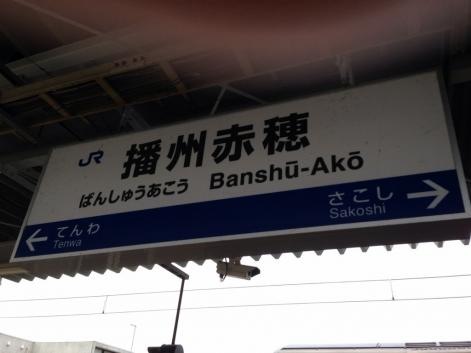 JR 播州赤穂
ばんしゅうあこう Banshū-Akō
← てんわ
Tenwa
さこし →
Sakoshi